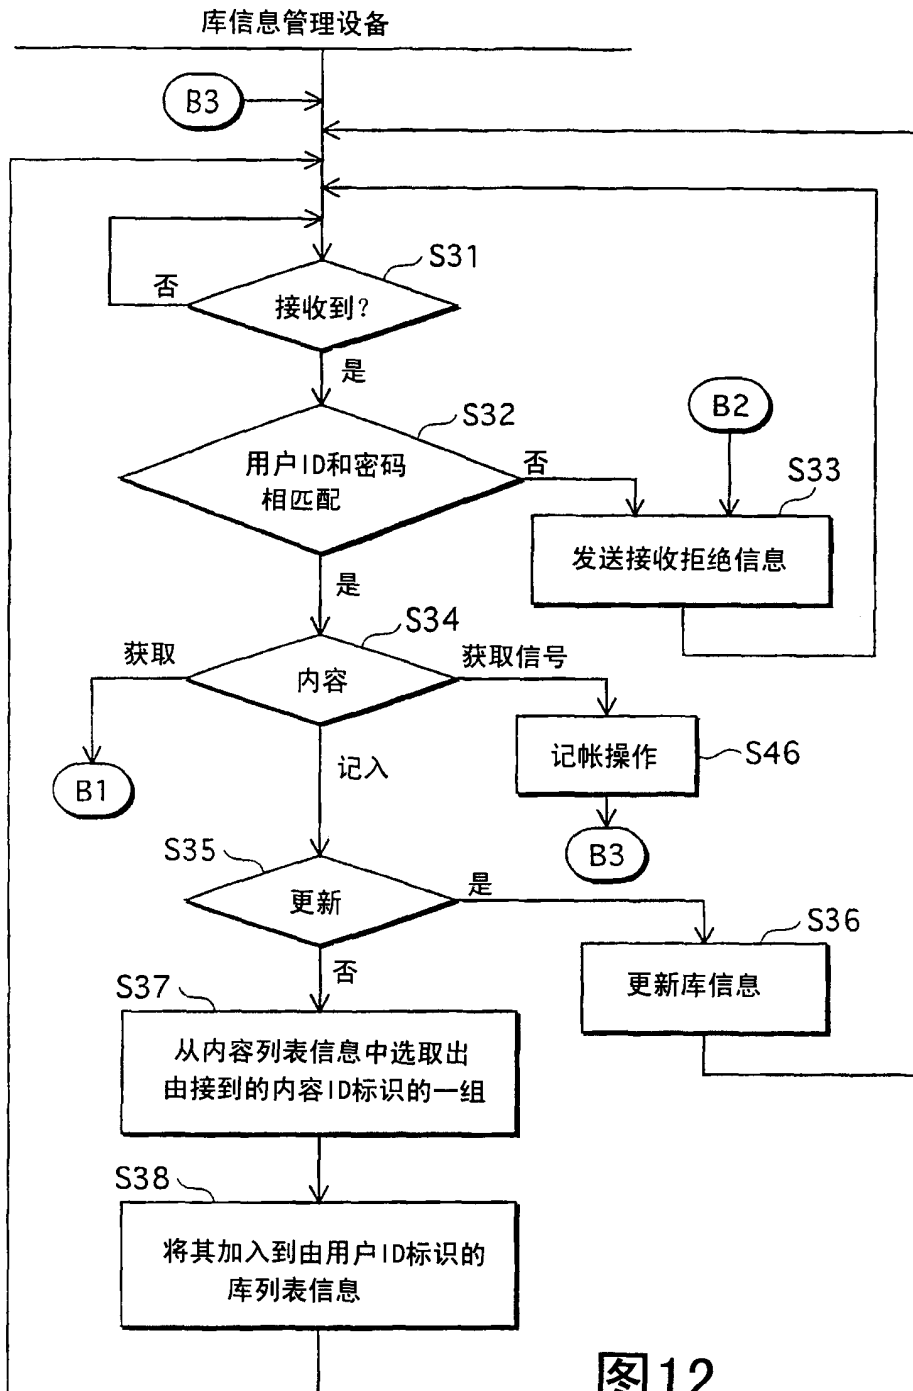 库信息管理设备
B3
S31
否
接收到？
是
S32
用户ID和密码
相匹配
否
B2
S33
发送接收拒绝信息
是
S34
获取
内容
获取信号
B1
记帐操作
S46
记入
B3
S35
更新
是
S36
更新库信息
否
S37
从内容列表信息中选取出
由接到的内容ID标识的一组
S38
将其加入到由用户ID标识的
库列表信息
图12